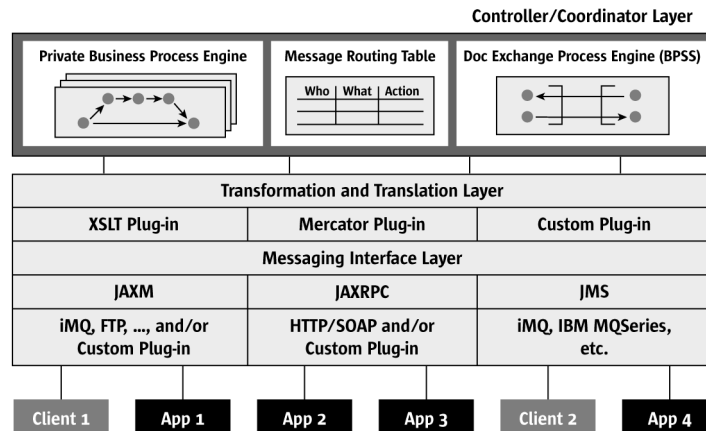 Controller/Coordinator Layer
Private Business Process Engine
Message Routing Table
Doc Exchange Process Engine (BPSS)
Who What Action
Transformation and Translation Layer
XSLT Plug-in
Mercator Plug-in
Custom Plug-in
Messaging Interface Layer
JAXM
JAXRPC
JMS
iMQ, FTP, ..., and/or
Custom Plug-in
HTTP/SOAP and/or
Custom Plug-in
iMQ, IBM MQSeries,
etc.
Client 1
App 1
App 2
App 3
Client 2
App 4